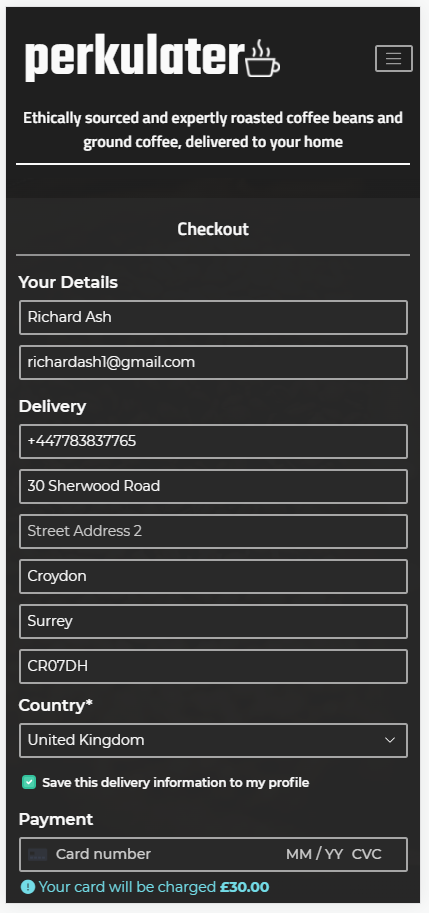 perkulater
Ethically sourced and expertly roasted coffee beans and
ground coffee, delivered to your home
Checkout
Your Details
Richard Ash
richardash1@gmail.com
Delivery
+447783837765
30 Sherwood Road
Street Address 2
Croydon
Surrey
CR07DH
Country*
United Kingdom
Save this delivery information to my profile
Payment
Card number MM / YY CVC
Your card will be charged £30.00